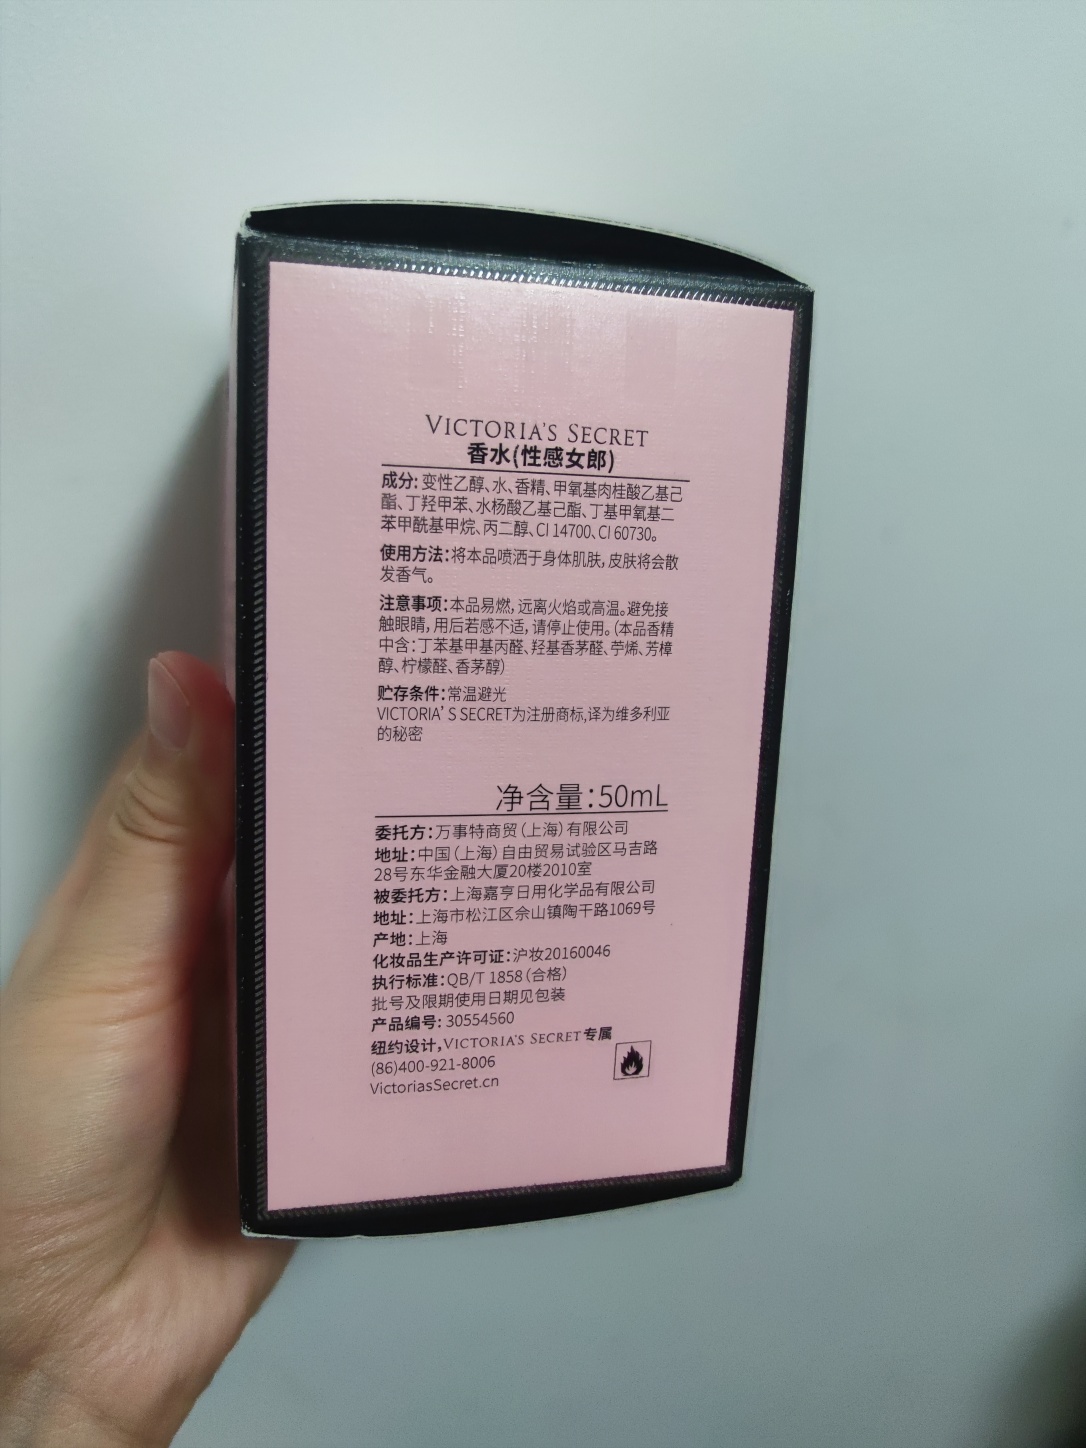 VICTORIA'S SECRET
香水(性感女郎)
成分:变性乙醇、水、香精、甲氧基肉桂酸乙基己
酯、丁羟甲苯、水杨酸乙基己酯、丁基甲氧基二
苯甲酰基甲烷、丙二醇、CI 14700、CI 60730。
使用方法:将本品喷洒于身体肌肤,皮肤将会散
发香气。
注意事项:本品易燃,远离火焰或高温。避免接
触眼睛,用后若感不适,请停止使用。(本品香精
中含:丁苯基甲基丙醛、羟基香茅醛、苧烯、芳樟
醇、柠檬醛、香茅醇)
贮存条件:常温避光
VICTORIA' S SECRET为注册商标,译为维多利亚
的秘密
净含量:50mL
委托方:万事特商贸(上海)有限公司
地址:中国(上海)自由贸易试验区马吉路
28号东华金融大厦20楼2010室
被委托方:上海嘉亨日用化学品有限公司
地址:上海市松江区佘山镇陶干路1069号
产地:上海
化妆品生产许可证:沪妆20160046
执行标准:QB/T 1858(合格)
批号及限期使用日期见包装
产品编号: 30554560
纽约设计,VICTORIA'S SECRET专属
(86)400-921-8006
VictoriasSecret.cn